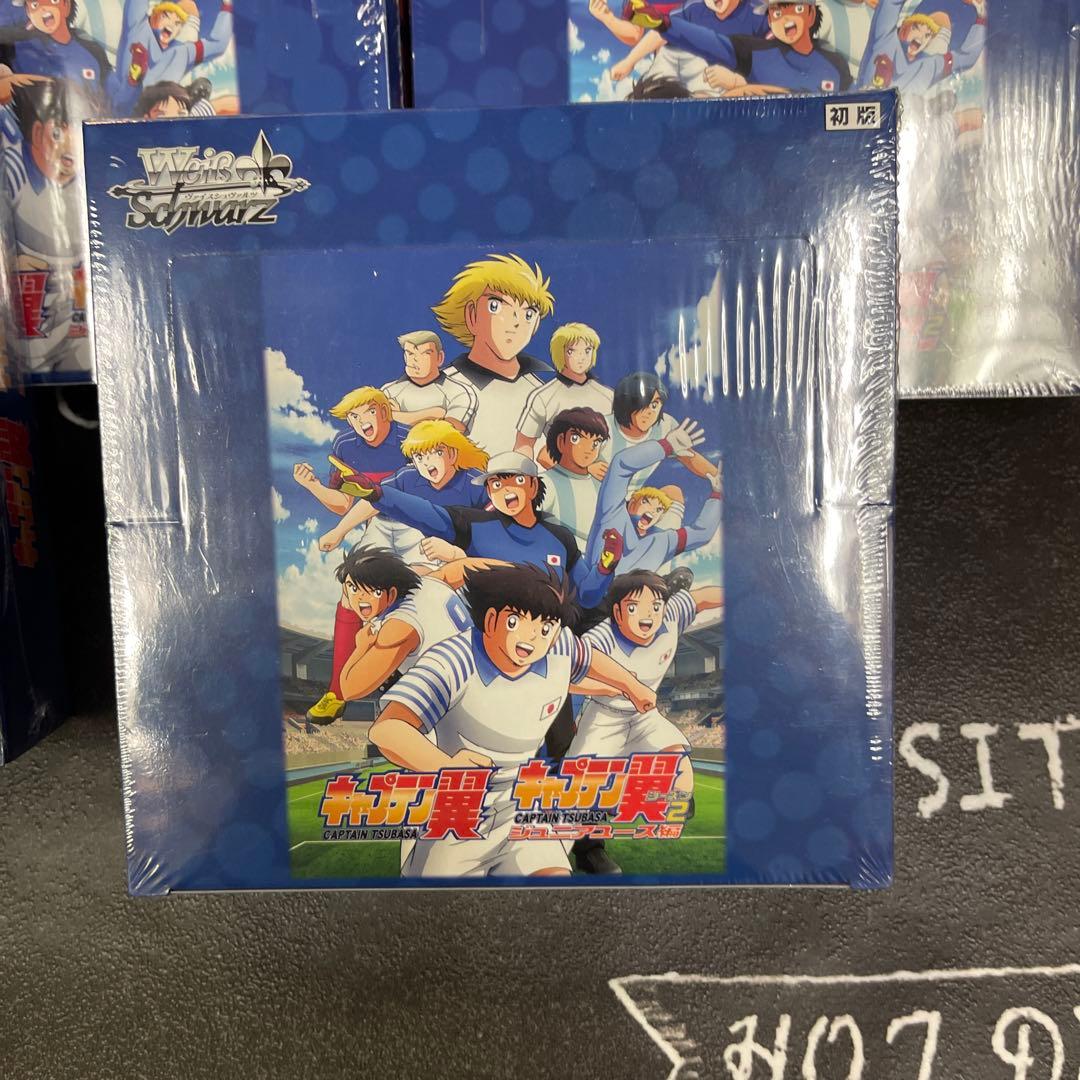 初版
Weiß
ヴァイスシュヴァルツ
Schwarz
キャプテン翼
CAPTAIN TSUBASA
キャプテン翼
CAPTAIN TSUBASA
シーズン2
ジュニアユース編
翼
SIT
HOT D